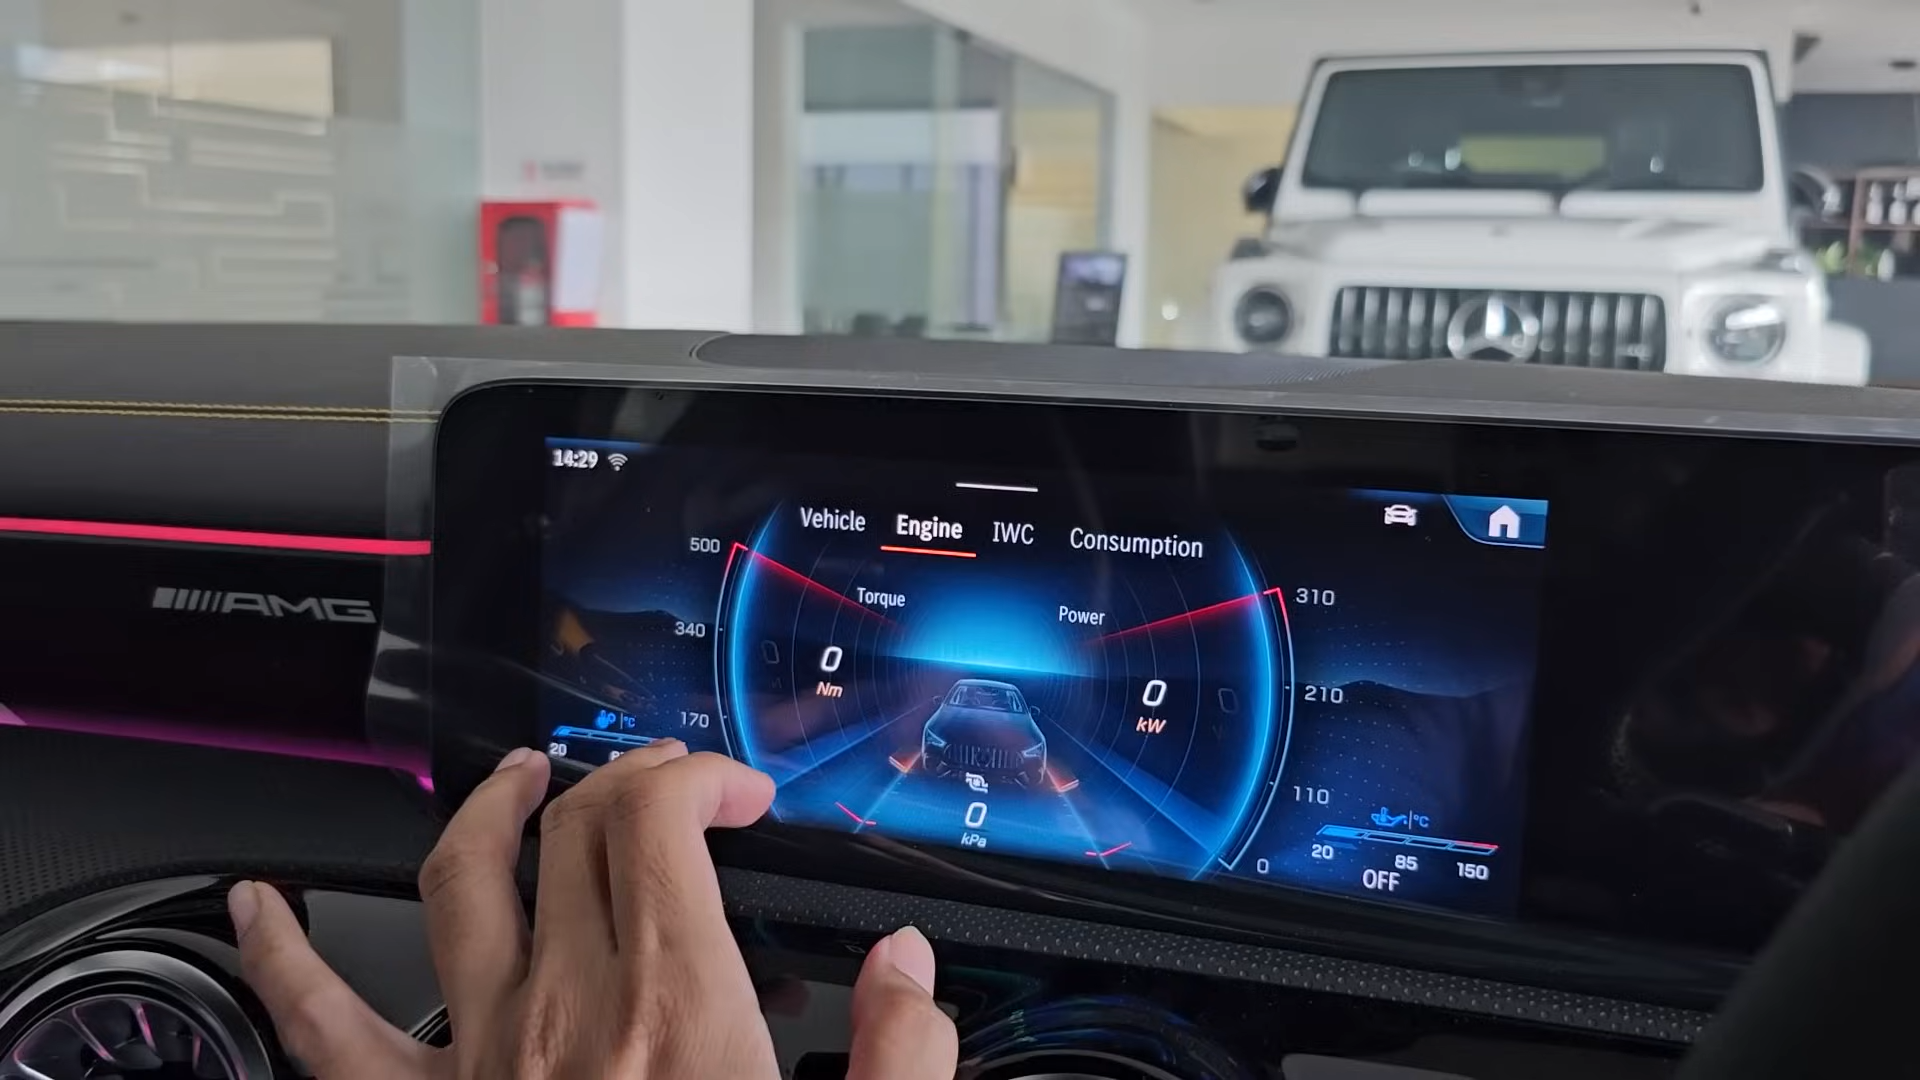 14:29
Vehicle Engine IWC Consumption
500
310
Torque
Power
340
0
Nm
0
kW
210
170
°C
20
110
0
kPa
°C
20 85 150
0
OFF
AMG